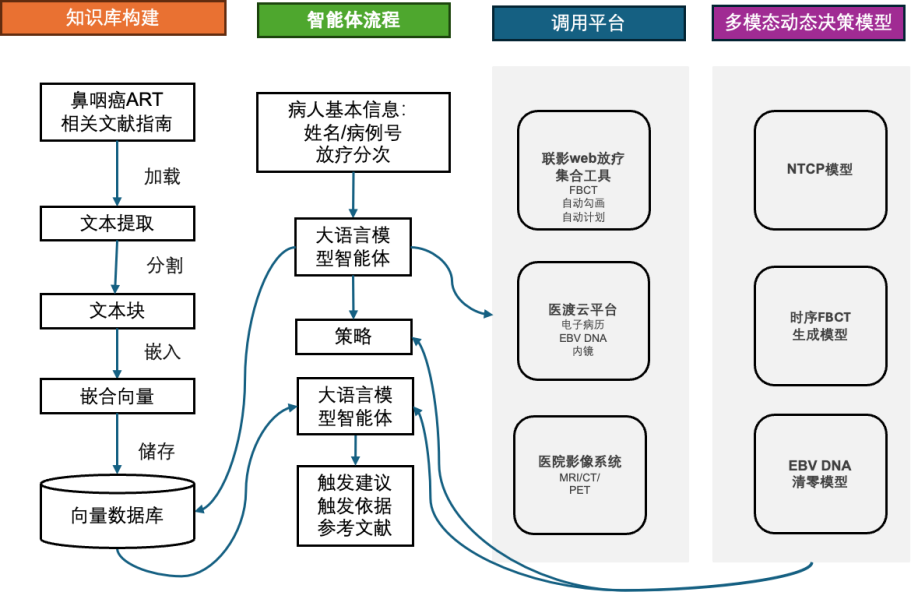 知识库构建
智能体流程
调用平台
多模态动态决策模型
鼻咽癌ART
相关文献指南
加载
文本提取
分割
文本块
嵌入
嵌合向量
储存
向量数据库
病人基本信息:
姓名/病例号
放疗分次
大语言模
型智能体
策略
大语言模
型智能体
触发建议
触发依据
参考文献
联影web放疗
集合工具
FBCT
自动勾画
自动计划
医渡云平台
电子病历
EBV DNA
内镜
医院影像系统
MRI/CT/
PET
NTCP模型
时序FBCT
生成模型
EBV DNA
清零模型